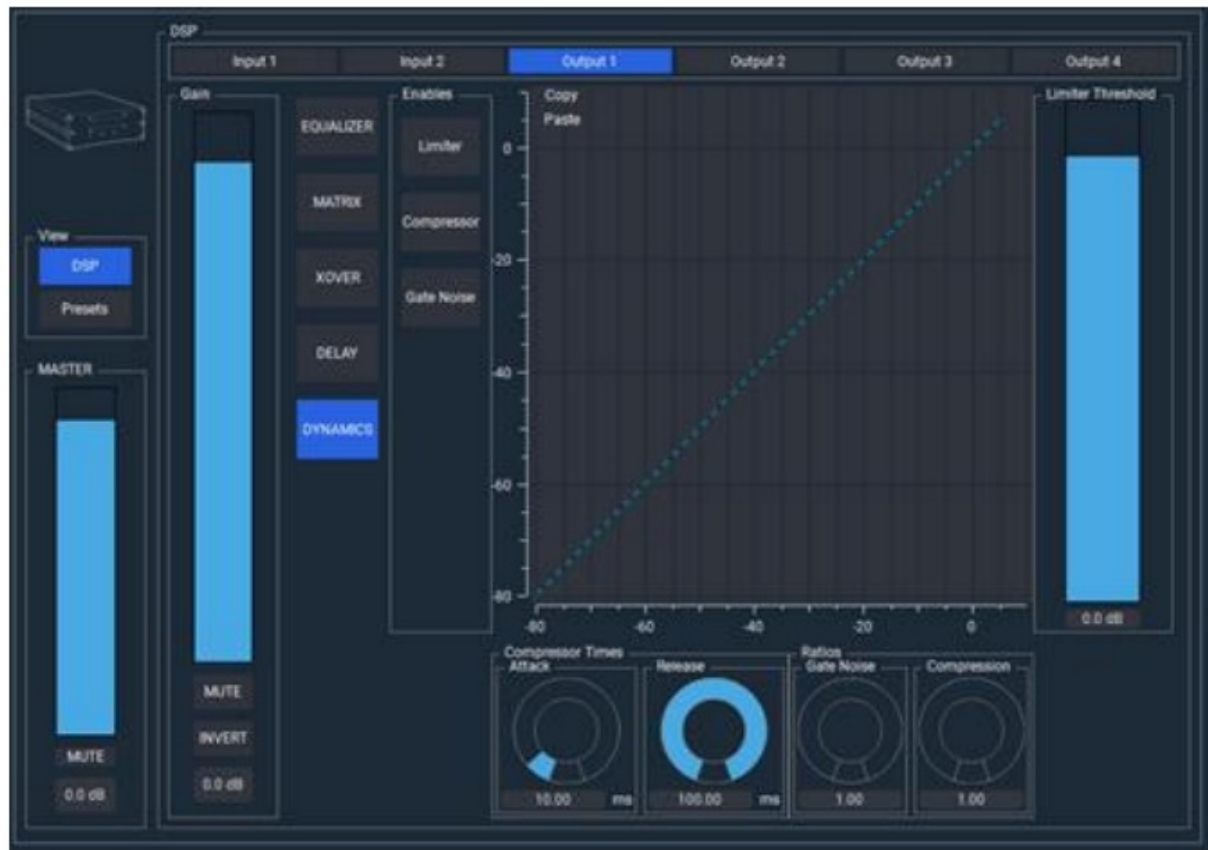 DSP
Input 1
Input 2
Output 1
Output 2
Output 3
Output 4
Gain
EQUALIZER
MATRIX
XOVER
DELAY
DYNAMICS
Enables
Limiter
Compressor
Gate Noise
Copy
Paste
0
-20
-40
-60
-80
-80
-60
-40
-20
0
Limiter Threshold
0.0 dB
View
DSP
Presets
MASTER
MUTE
0.0 dB
MUTE
INVERT
0.0 dB
Compressor Times
Attack
10.00 ms
Release
100.00 ms
Ratios
Gate Noise
1.00
Compression
1.00